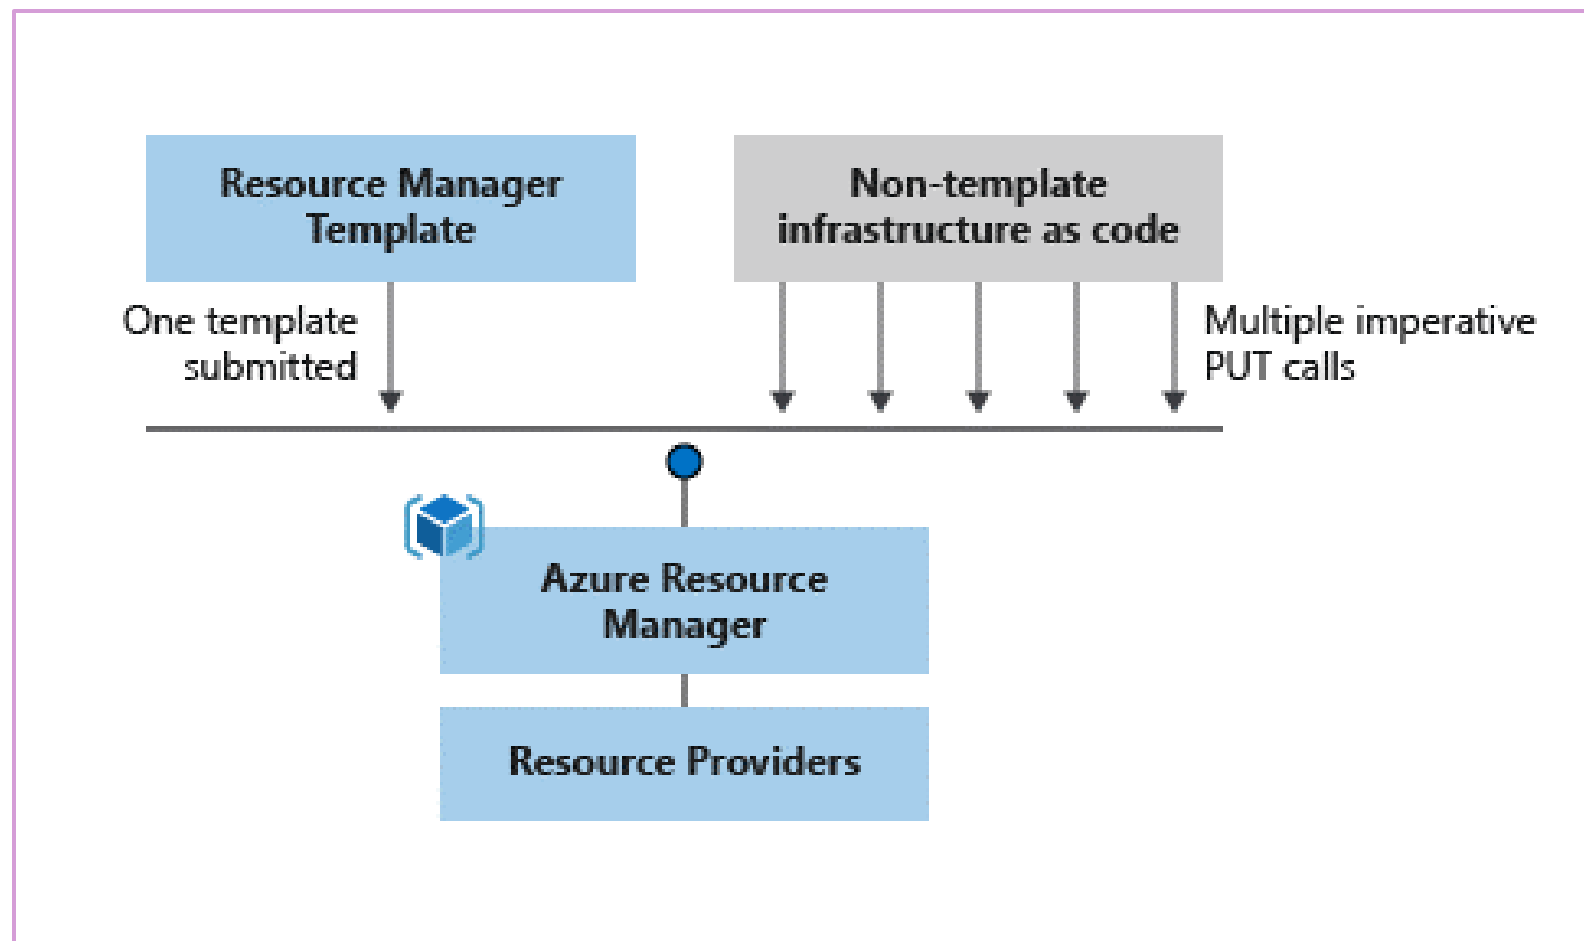 Resource Manager
Template
Non-template
infrastructure as code
One template
submitted
Multiple imperative
PUT calls
Azure Resource
Manager
Resource Providers